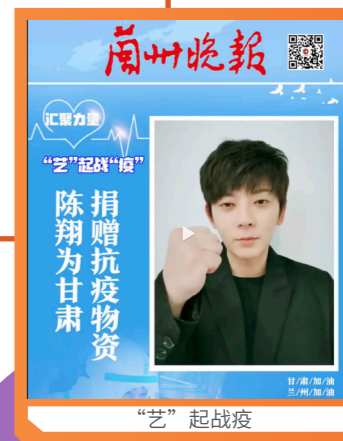 兰州晚报
汇聚力量
“艺”起战“疫”
捐赠抗疫物资
陈翔为甘肃
甘/肃/加/油
兰/州/加/油
“艺”起战疫